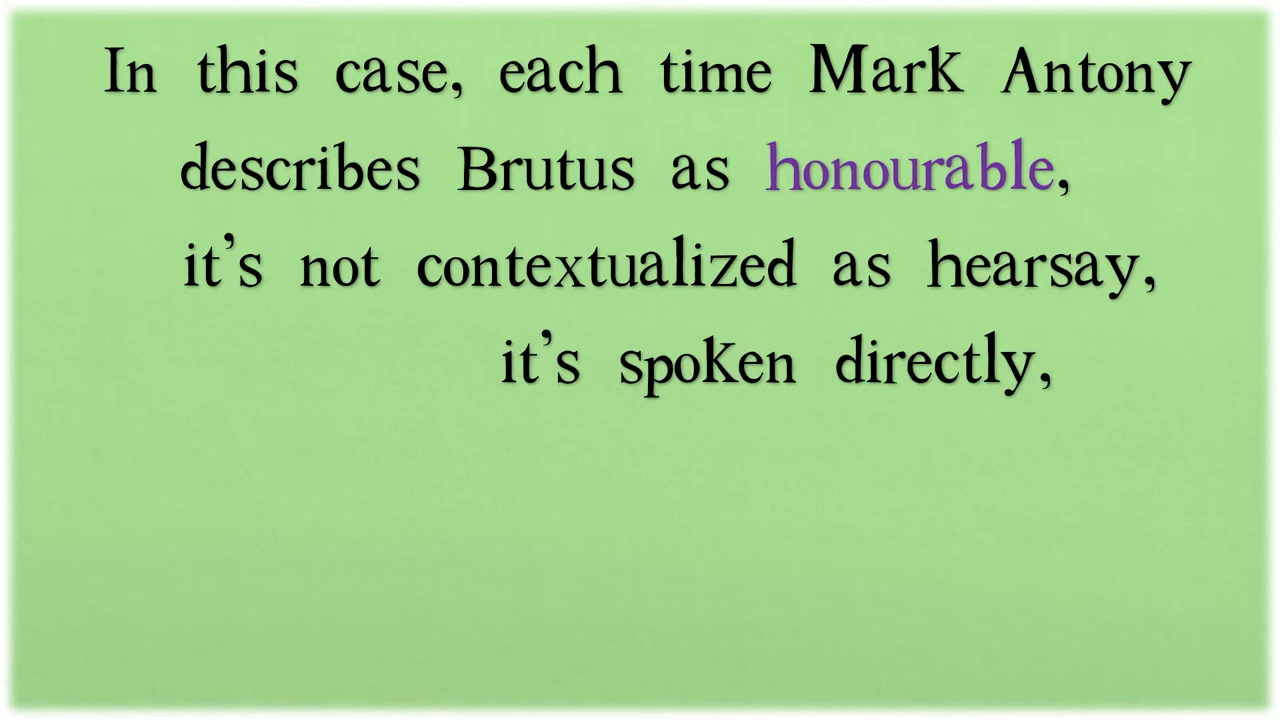 In this case, each time Mark Antony
describes Brutus as honourable,
it’s not contextualized as hearsay,
it’s spoken directly,